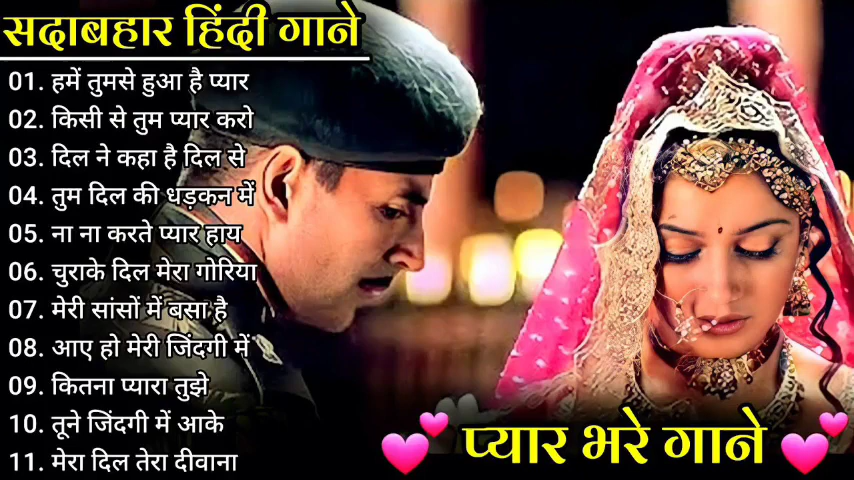 सदाबहार हिंदी गाने
01. हमें तुमसे हुआ है प्यार
02. किसी से तुम प्यार करो
03. दिल ने कहा है दिल से
04. तुम दिल की धड़कन में
05. ना ना करते प्यार हाय
06. चुराके दिल मेरा गोरिया
07. मेरी सांसों में बसा है
08. आए हो मेरी जिंदगी में
09. कितना प्यारा तुझे
10. तूने जिंदगी में आके
11. मेरा दिल तेरा दीवाना
प्यार भरे गाने